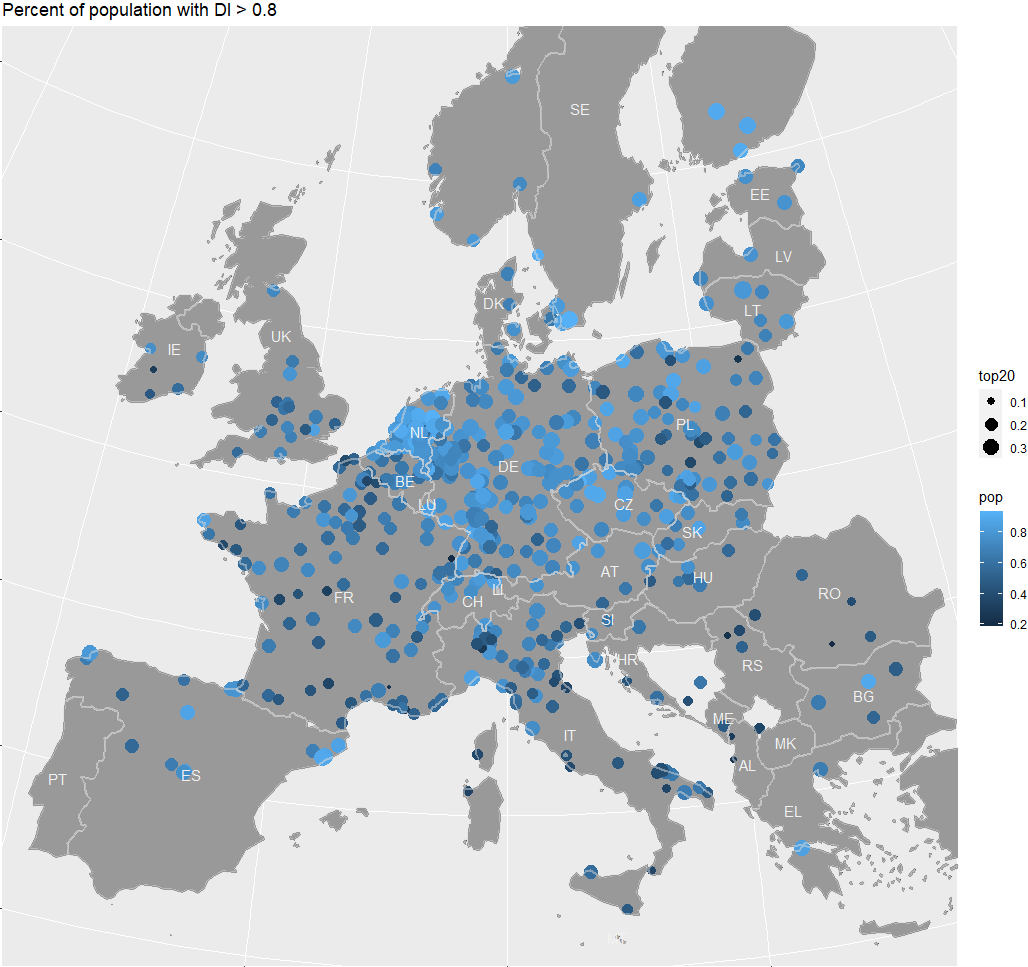 Percent of population with DI > 0.8
SE
EE
LV
LT
DK
UK
IE
NL
PL
DE
BE
LU
CZ
SK
AT
HU
FR
CH
LI
RO
SI
HR
RS
BG
ME
IT
MK
AL
PT
ES
EL
top20
0.1
0.2
0.3
pop
0.8
0.6
0.4
0.2